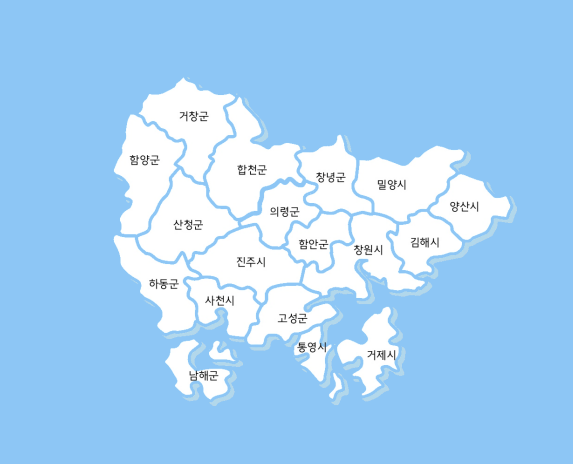 거창군
함양군
합천군
창녕군
밀양시
양산시
의령군
산청군
함안군
창원시
김해시
진주시
하동군
사천시
고성군
통영시
거제시
남해군